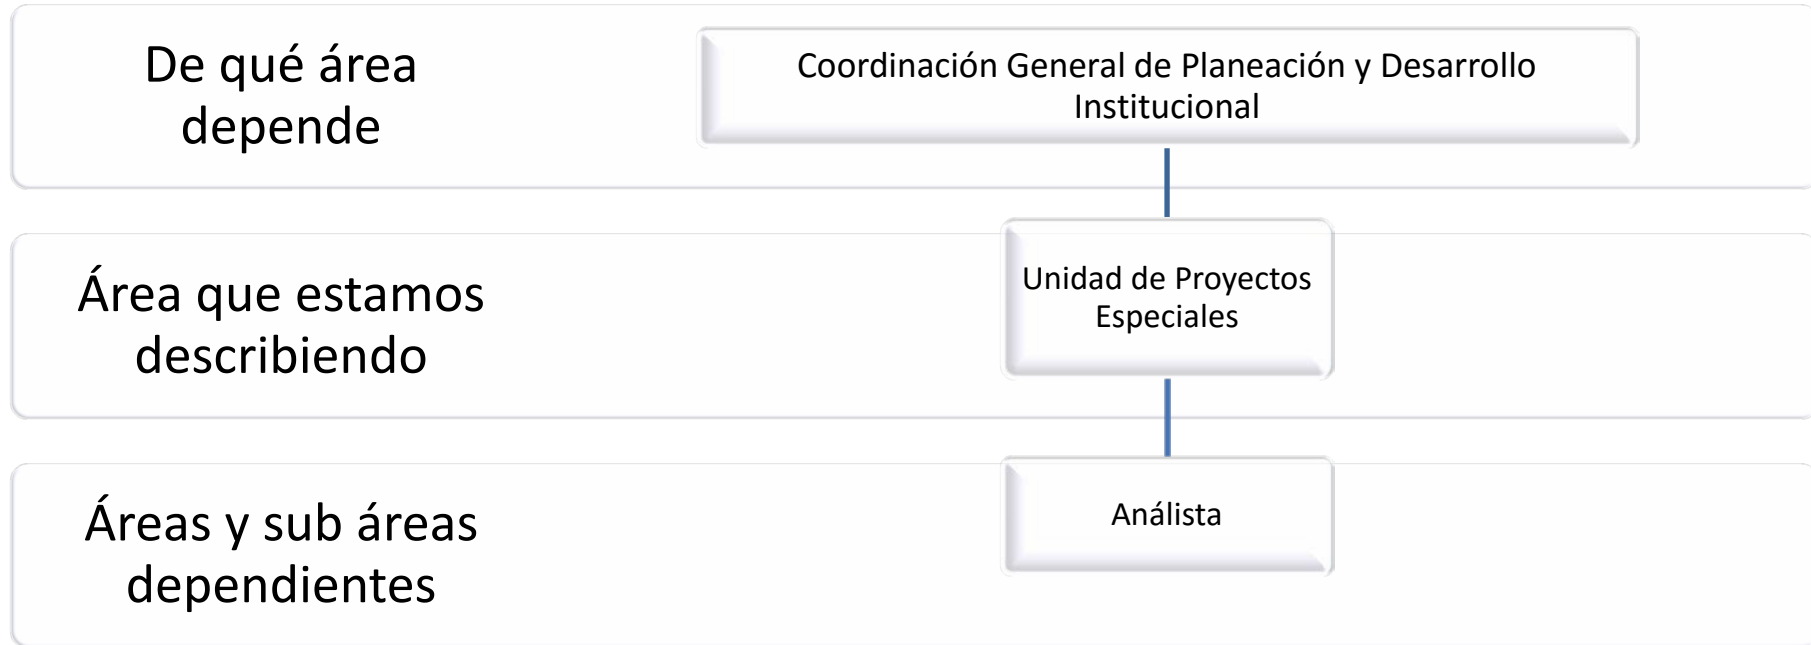 De qué área
depende
Coordinación General de Planeación y Desarrollo
Institucional
Área que estamos
describiendo
Unidad de Proyectos
Especiales
Áreas y sub áreas
dependientes
Análista